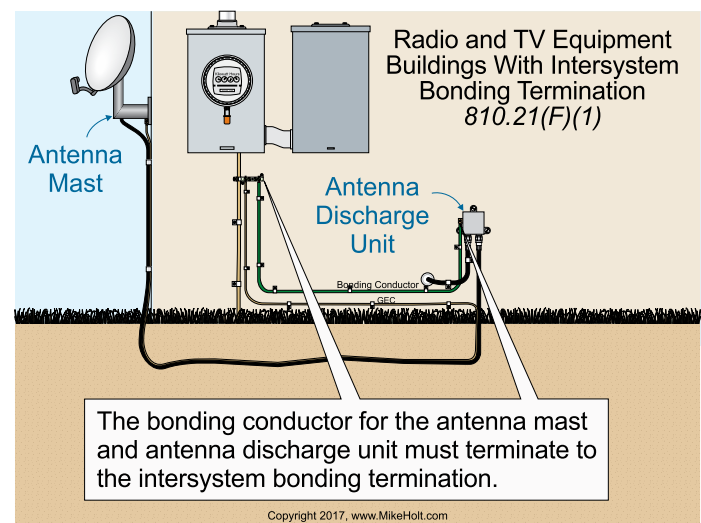 Radio and TV Equipment
Buildings With Intersystem
Bonding Termination
810.21(F)(1)
Antenna
Mast
Antenna
Discharge
Unit
Bonding Conductor
GEC
The bonding conductor for the antenna mast
and antenna discharge unit must terminate to
the intersystem bonding termination.
Copyright 2017, www.MikeHolt.com